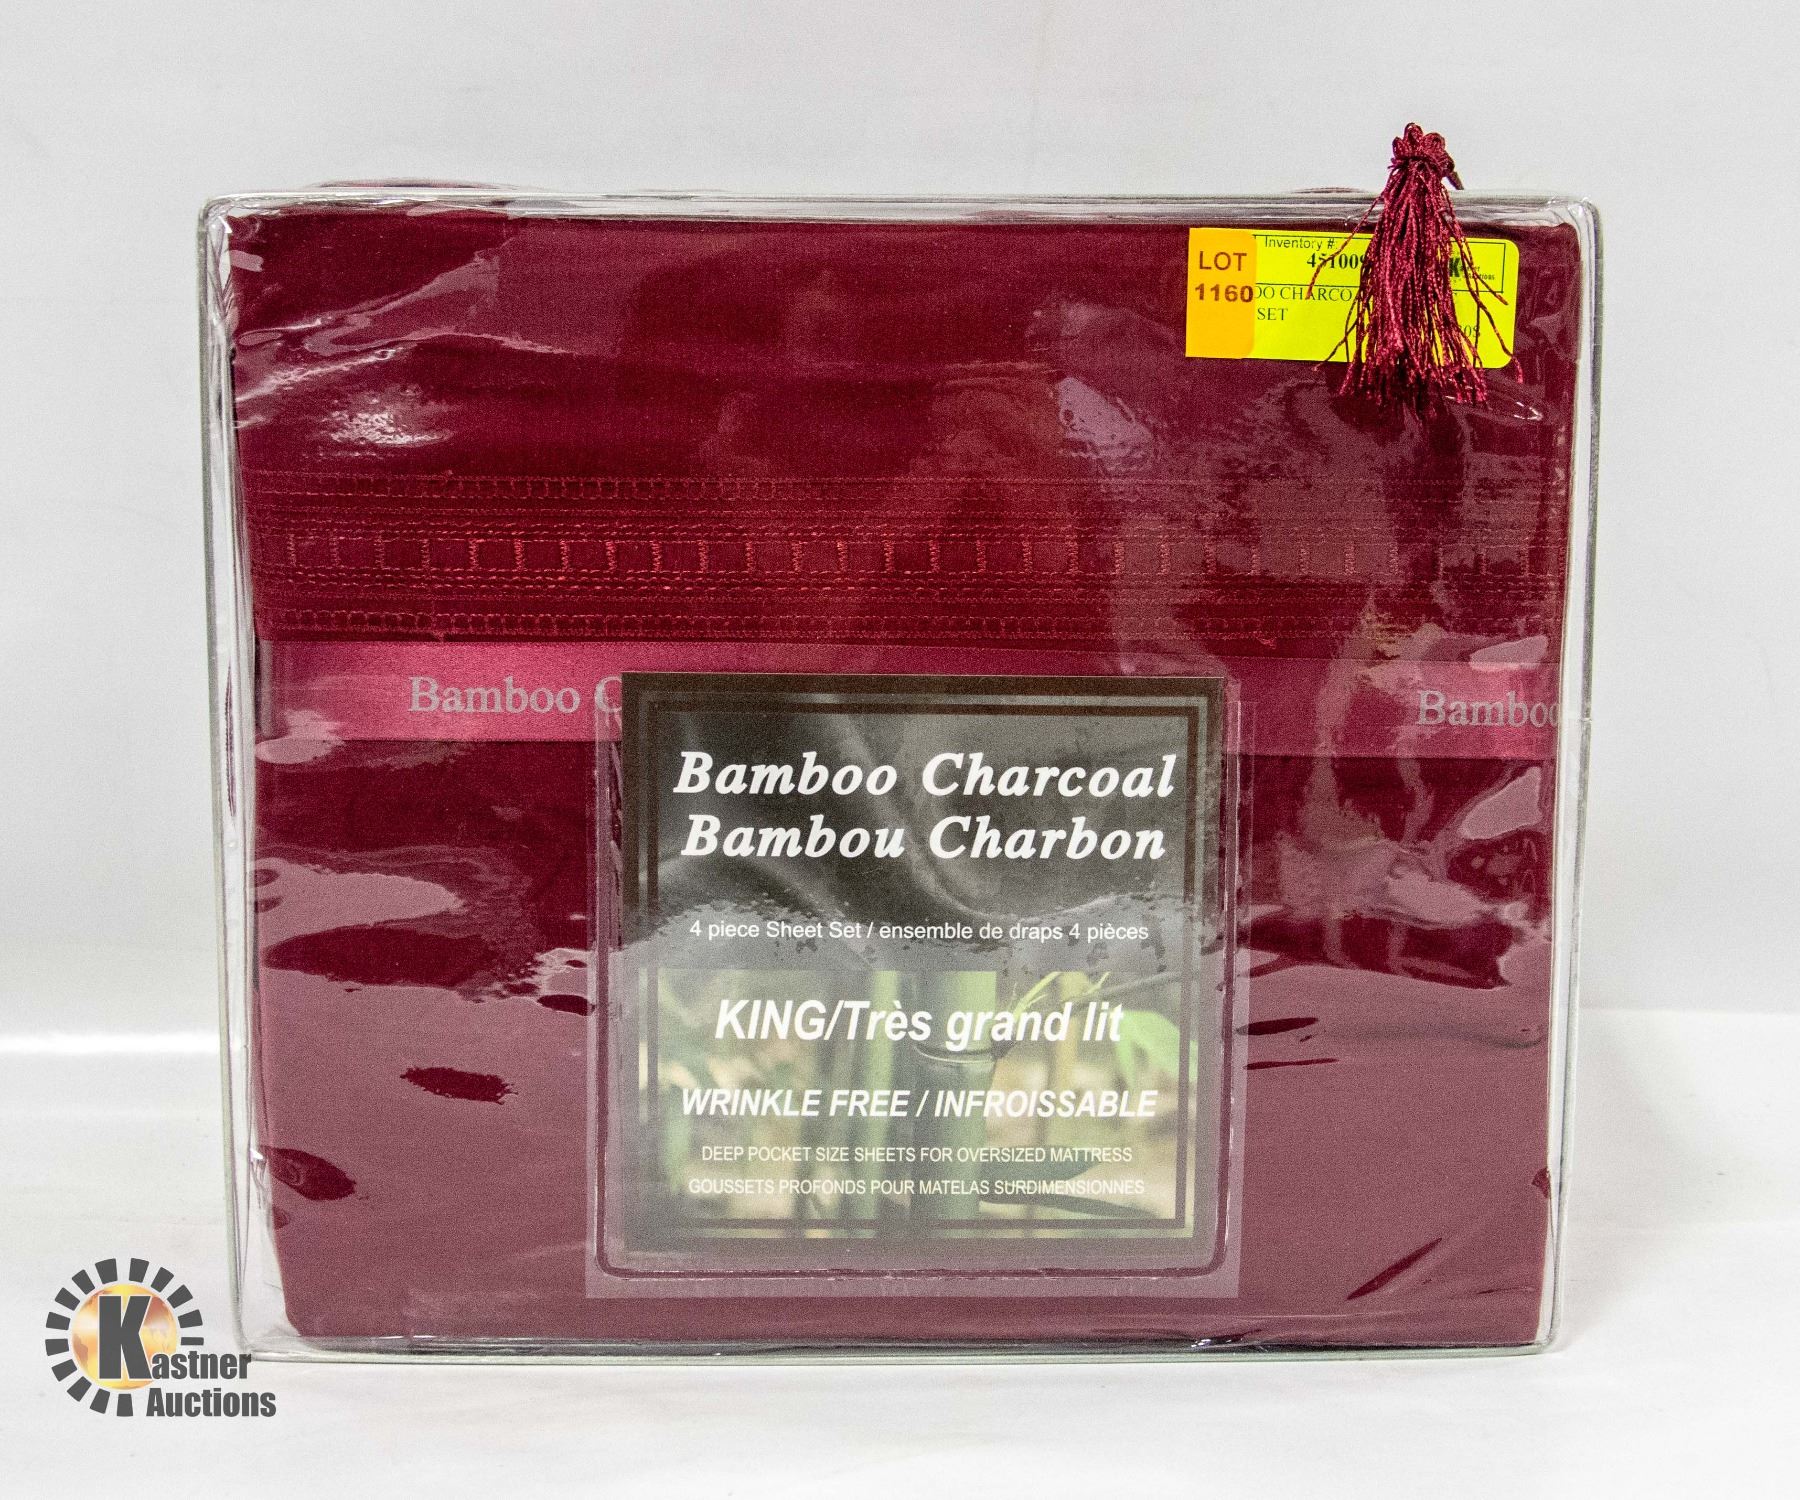 LOT
1160
Inventory #:
SET
Bamboo
Bamboo Charcoal
Bambou Charbon
4 piece Sheet Set / ensemble de draps 4 pièces
KING/Très grand lit
WRINKLE FREE / INFROISSABLE
DEEP POCKET SIZE SHEETS FOR OVERSIZED MATTRESS
GOUSSETS PROFONDS POUR MATELAS SURDIMENSIONNES
Kastner
Auctions